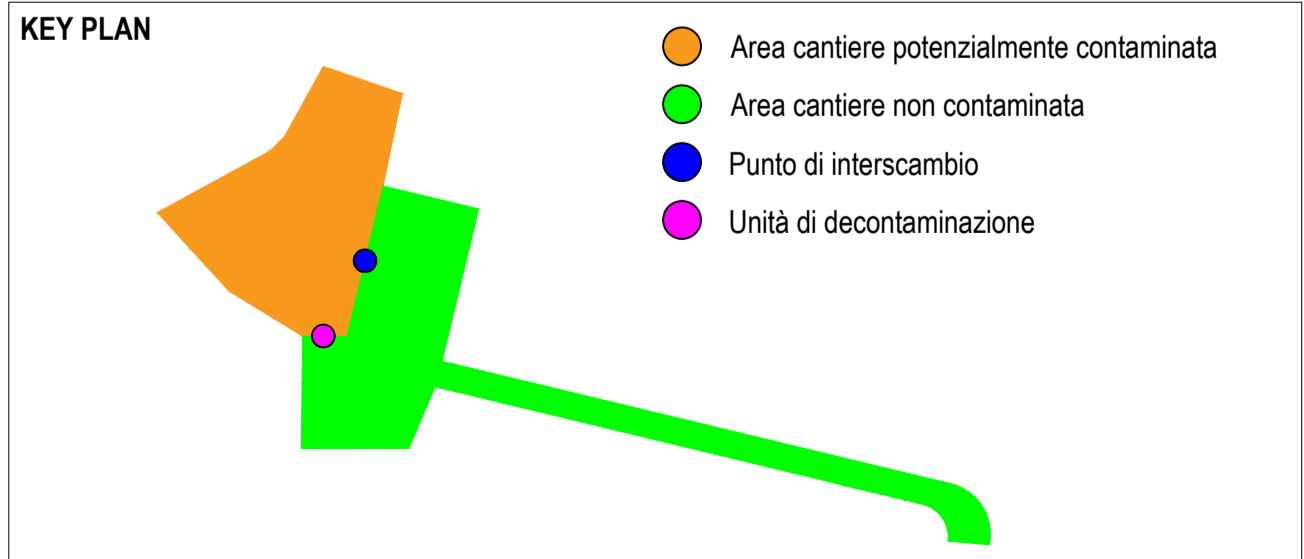 KEY PLAN
Area cantiere potenzialmente contaminata
Area cantiere non contaminata
Punto di interscambio
Unità di decontaminazione